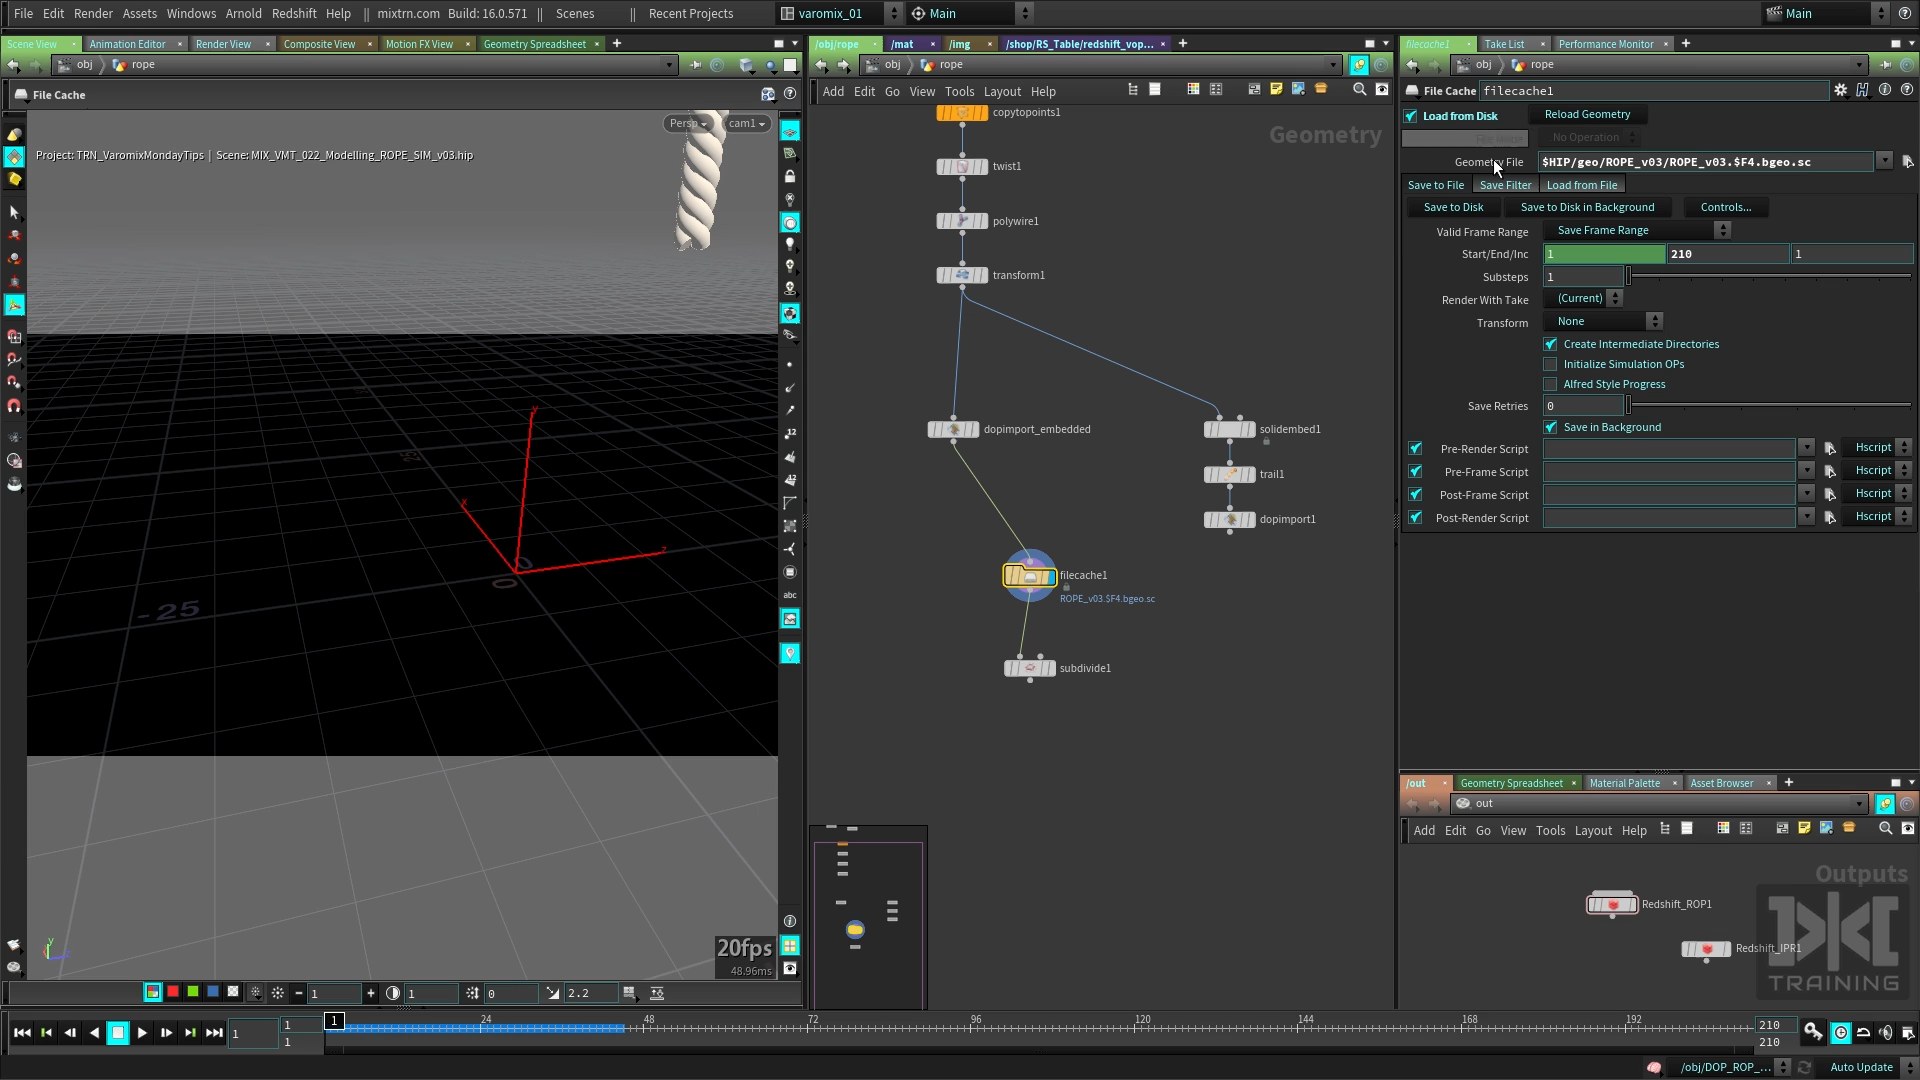 File Edit Render Assets Windows Arnold Redshift Help || mixtrn.com Build: 16.0.571 || Scenes || Recent Projects varomix_01 Main Main
Scene View Animation Editor Render View Composite View Motion FX View Geometry Spreadsheet
obj rope
File Cache
Persp cam1
Project: TRN_VaromixMondayTips | Scene: MIX_VMT_022_Modelling_ROPE_SIM_v03.hip
y
x
z
25
0
0
-25
abc
20fps
48.96ms
1 1 0 2.2
/obj/rope /mat /img /shop/RS_Table/redshift_vop...
obj rope
Add Edit Go View Tools Layout Help
Geometry
copytopoints1
twist1
polywire1
transform1
dopimport_embedded
solidembed1
trail1
dopimport1
filecache1
ROPE_v03.$F4.bgeo.sc
subdivide1
filecache1 Take List Performance Monitor
obj rope
File Cache filecache1
Load from Disk Reload Geometry
No Operation
Geometry File $HIP/geo/ROPE_v03/ROPE_v03.$F4.bgeo.sc
Save to File Save Filter Load from File
Save to Disk Save to Disk in Background Controls...
Valid Frame Range Save Frame Range
Start/End/Inc 1 210 1
Substeps 1
Render With Take (Current)
Transform None
Create Intermediate Directories
Initialize Simulation OPs
Alfred Style Progress
Save Retries 0
Save in Background
Pre-Render Script Hscript
Pre-Frame Script Hscript
Post-Frame Script Hscript
Post-Render Script Hscript
/out Geometry Spreadsheet Material Palette Asset Browser
out
Add Edit Go View Tools Layout Help
Outputs
Redshift_ROP1
Redshift_IPR1
TRAINING
1 1 1 1 24 48 72 96 120 144 168 192 210
210
/obj/DOP_ROP_... Auto Update